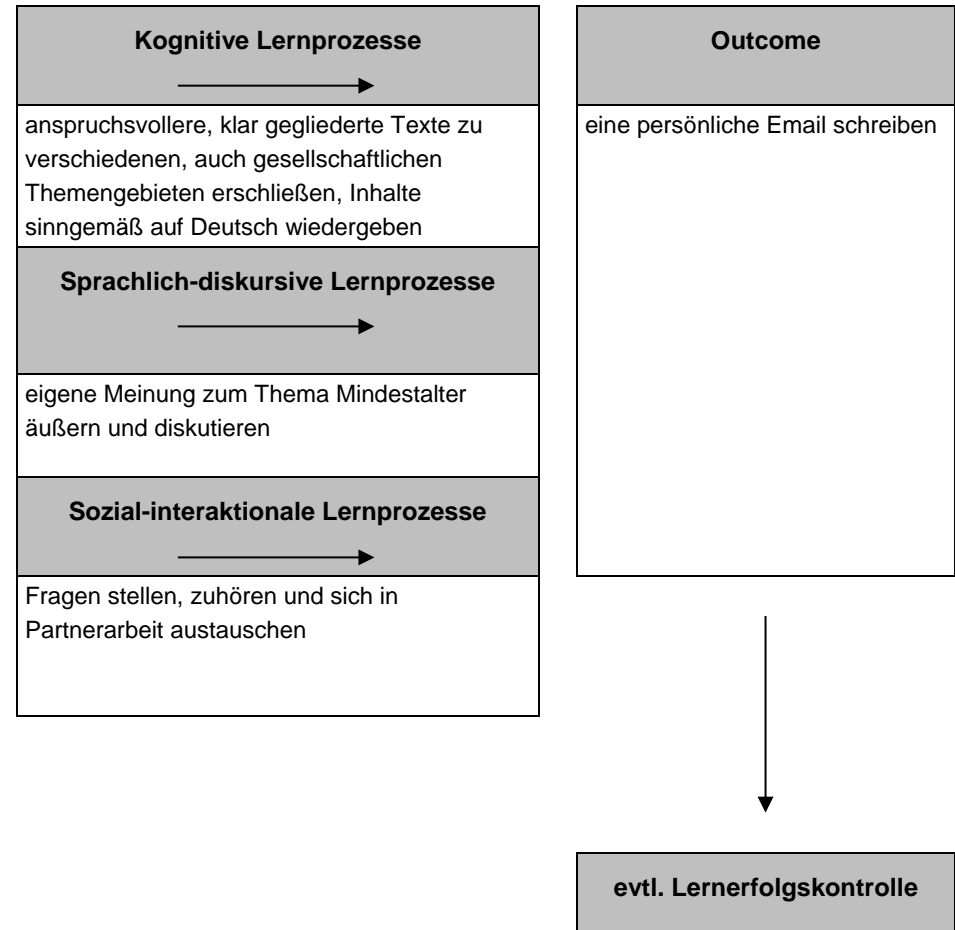 Kognitive Lernprozesse
anspruchsvollere, klar gegliederte Texte zu
verschiedenen, auch gesellschaftlichen
Themengebieten erschließen, Inhalte
sinngemäß auf Deutsch wiedergeben
Sprachlich-diskursive Lernprozesse
eigene Meinung zum Thema Mindestalter
äußern und diskutieren
Sozial-interaktionale Lernprozesse
Fragen stellen, zuhören und sich in
Partnerarbeit austauschen
Outcome
eine persönliche Email schreiben
evtl. Lernerfolgskontrolle